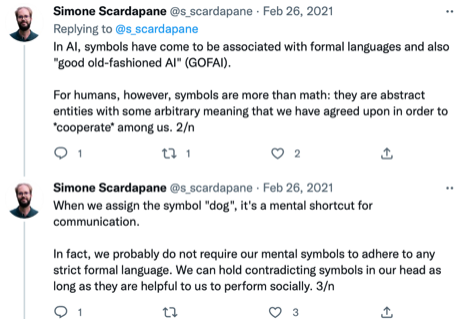 Simone Scardapane @s_scardapane · Feb 26, 2021
Replying to @s_scardapane
In AI, symbols have come to be associated with formal languages and also
"good old-fashioned AI" (GOFAI).
For humans, however, symbols are more than math: they are abstract
entities with some arbitrary meaning that we have agreed upon in order to
*cooperate* among us. 2/n
1 1 2
Simone Scardapane @s_scardapane · Feb 26, 2021
When we assign the symbol "dog", it's a mental shortcut for
communication.
In fact, we probably do not require our mental symbols to adhere to any
strict formal language. We can hold contradicting symbols in our head as
long as they are helpful to us to perform socially. 3/n
1 3